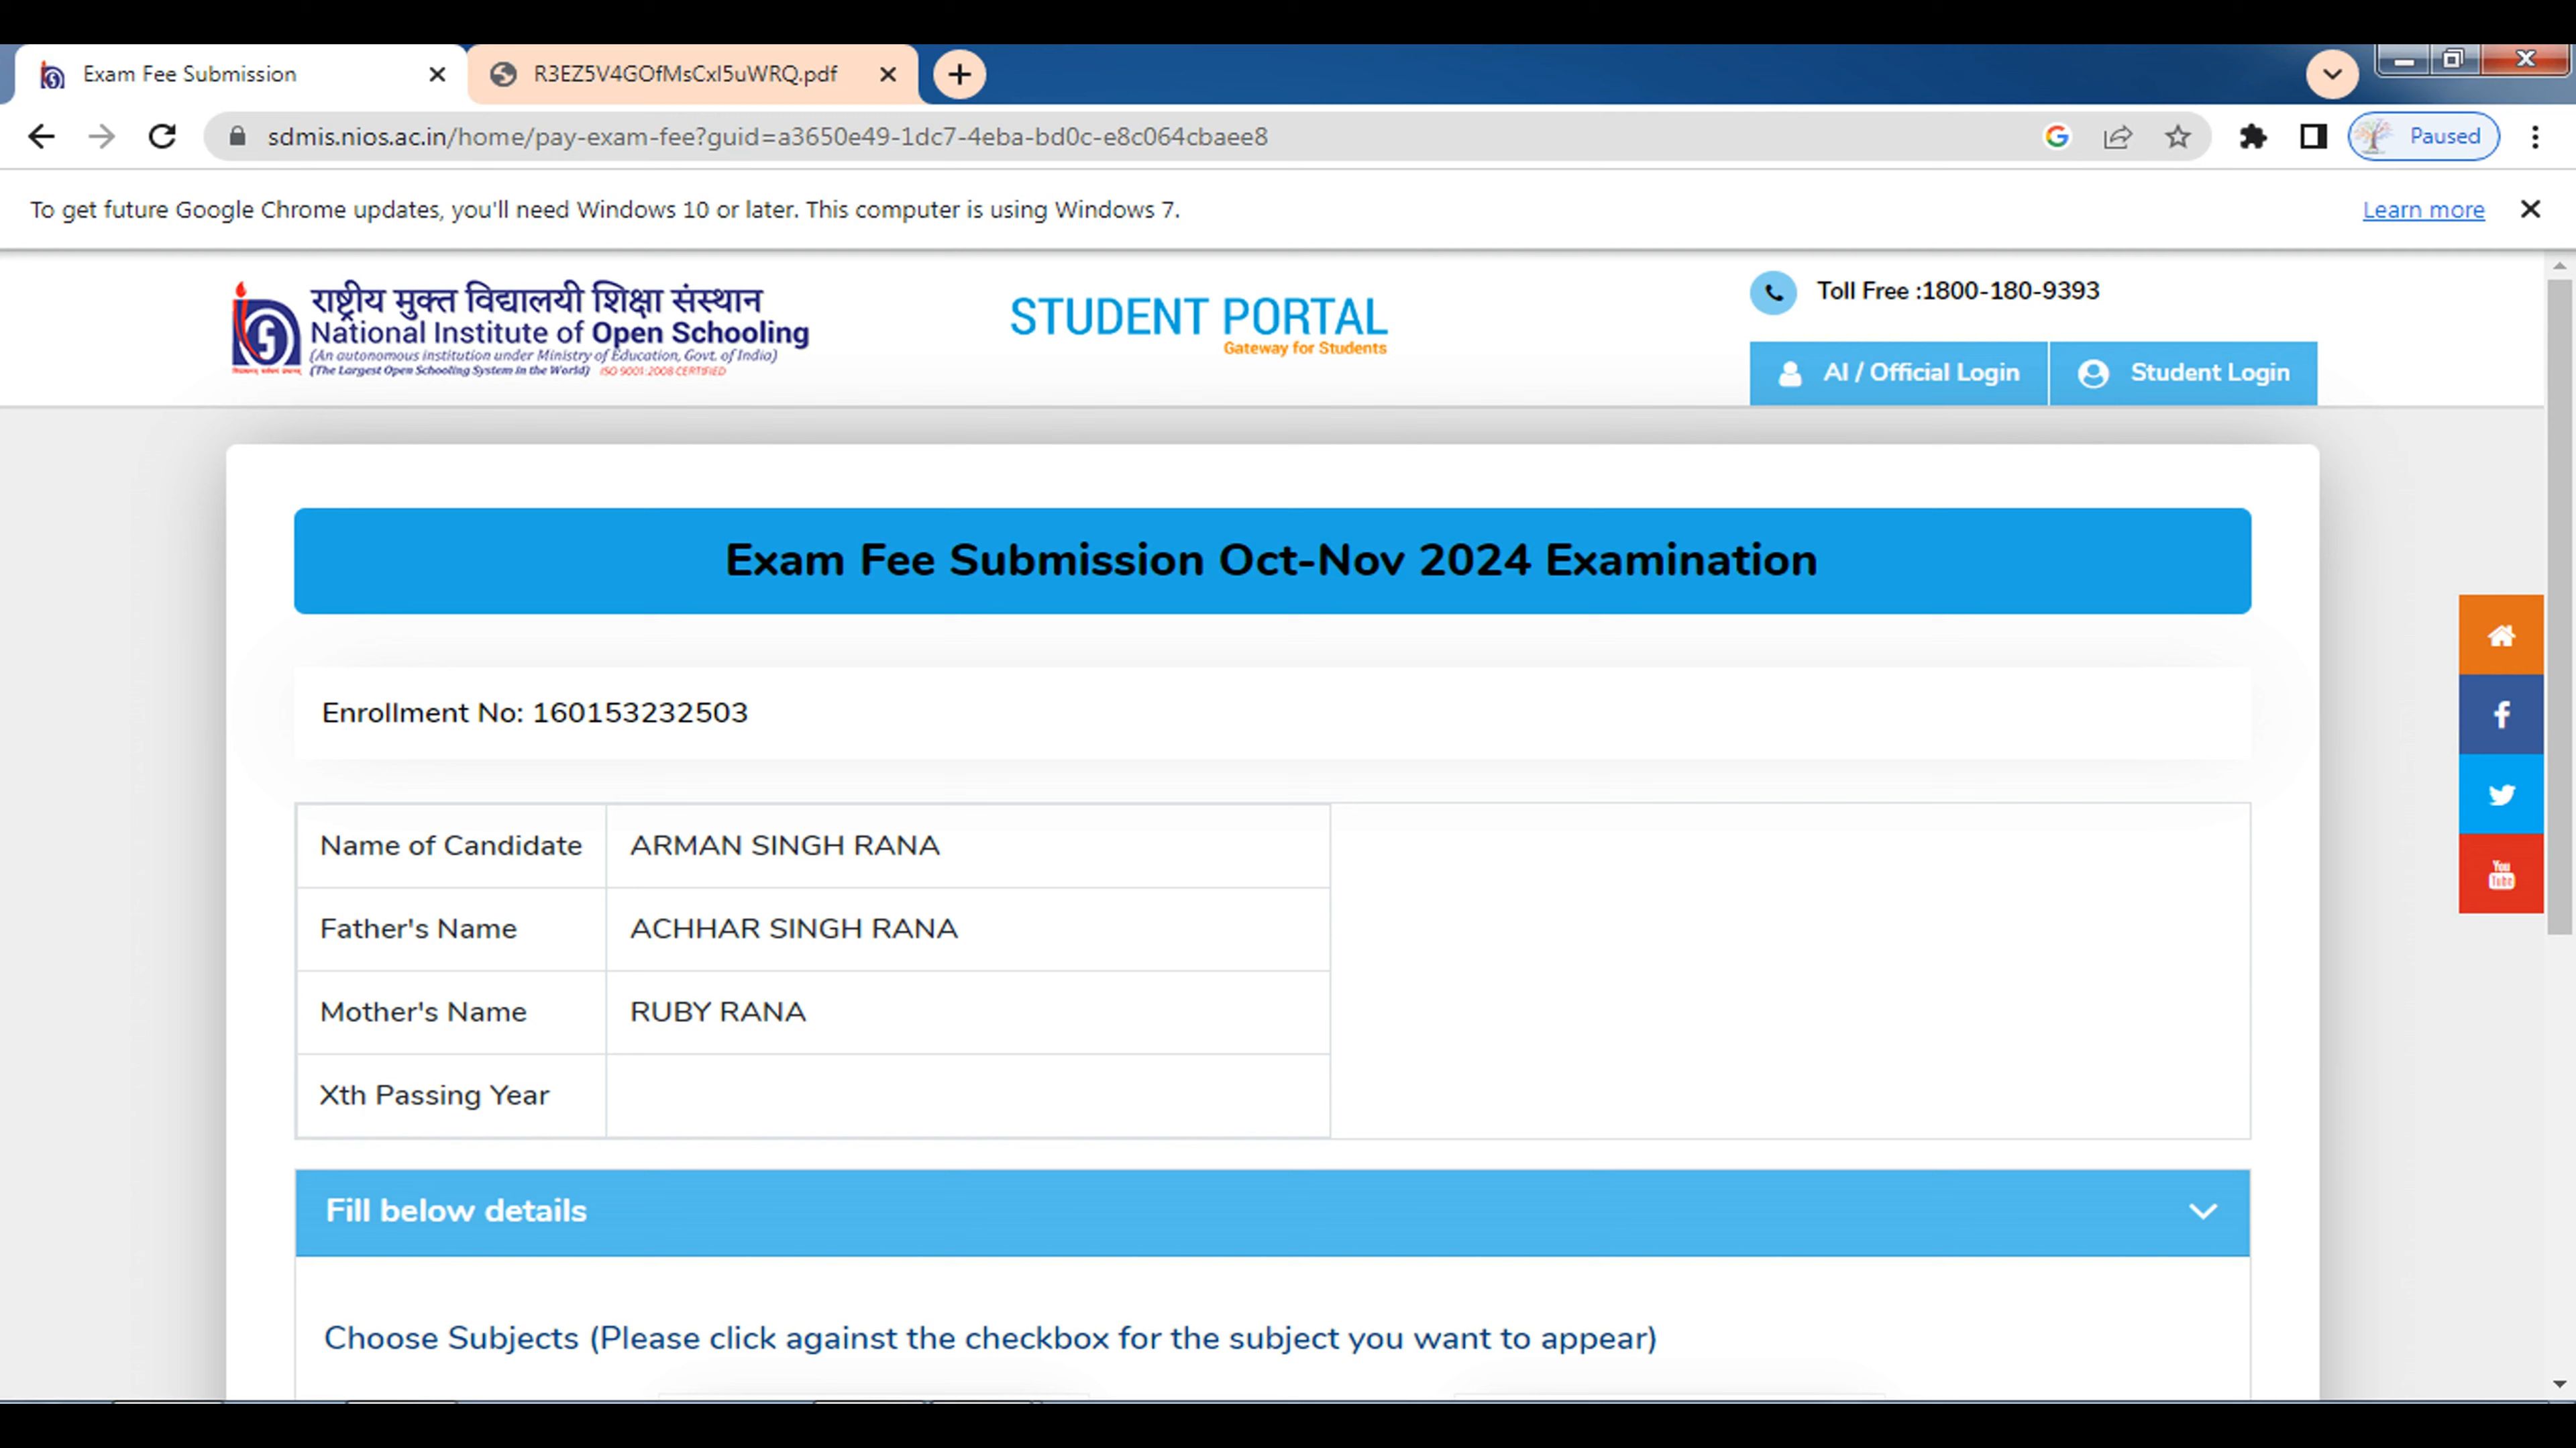 Exam Fee Submission
R3EZ5V4GOfMsCxI5uWRQ.pdf
sdmis.nios.ac.in/home/pay-exam-fee?guid=a3650e49-1dc7-4eba-bd0c-e8c064cbaee8
Paused
To get future Google Chrome updates, you'll need Windows 10 or later. This computer is using Windows 7.
Learn more
राष्ट्रीय मुक्त विद्यालयी शिक्षा संस्थान
National Institute of Open Schooling
(An autonomous institution under Ministry of Education, Govt. of India)
(The Largest Open Schooling System in the World) ISO 9001:2008 CERTIFIED
STUDENT PORTAL
Gateway for Students
Toll Free :1800-180-9393
AI / Official Login
Student Login
Exam Fee Submission Oct-Nov 2024 Examination
Enrollment No: 160153232503
Name of Candidate ARMAN SINGH RANA
Father's Name ACHHAR SINGH RANA
Mother's Name RUBY RANA
Xth Passing Year
You
Tube
Fill below details
Choose Subjects (Please click against the checkbox for the subject you want to appear)